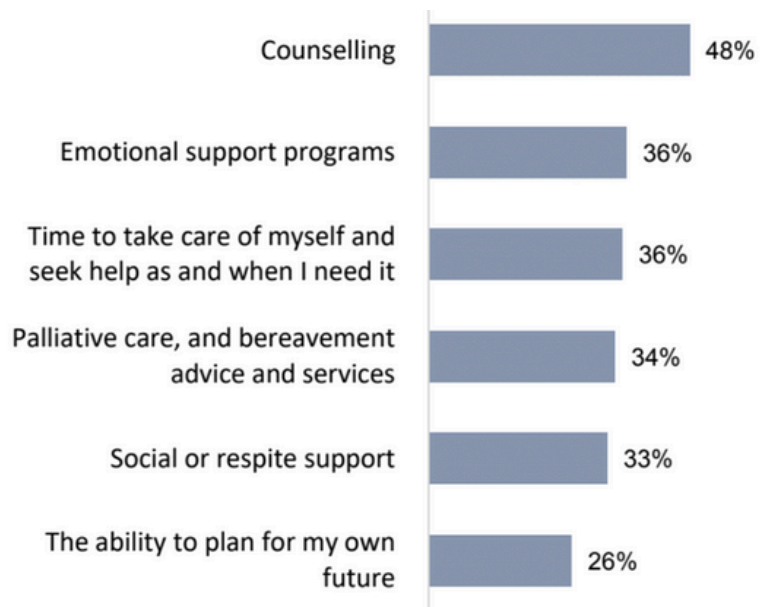 Counselling
48%
Emotional support programs
36%
Time to take care of myself and
seek help as and when I need it
36%
Palliative care, and bereavement
advice and services
34%
Social or respite support
33%
The ability to plan for my own
future
26%